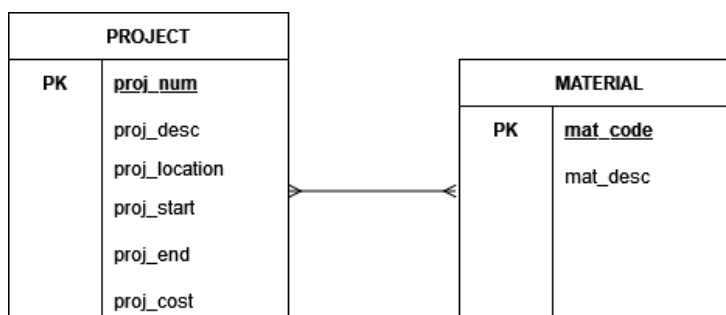 PROJECT
PK proj_num
proj_desc
proj_location
proj_start
proj_end
proj_cost
MATERIAL
PK mat_code
mat_desc